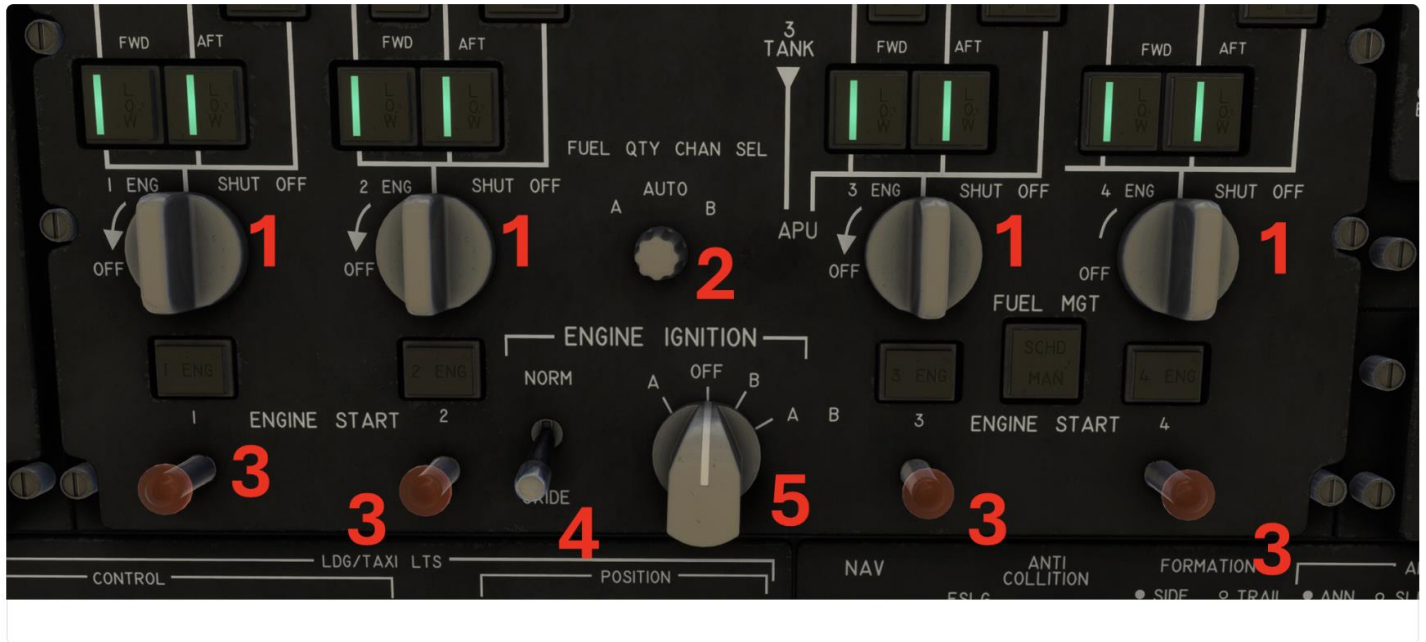 3
TANK
FWD AFT FWD AFT FWD AFT FWD AFT
LOW LOW LOW LOW LOW LOW LOW LOW
FUEL QTY CHAN SEL
1 ENG SHUT OFF 2 ENG SHUT OFF AUTO 3 ENG SHUT OFF 4 ENG SHUT OFF
A B
APU
1 1 1 1
OFF OFF 2 OFF OFF
FUEL MGT
ENGINE IGNITION
SCHD
MAN
NORM A OFF B
1 ENG 2 ENG 3 ENG 4 ENG
A B
1 ENGINE START 2 3 ENGINE START 4
3 3 4 5 3 3
LDG/TAXI LTS
CONTROL POSITION NAV ANTI
COLLITION
FORMATION
SIDE TRAIL ANN